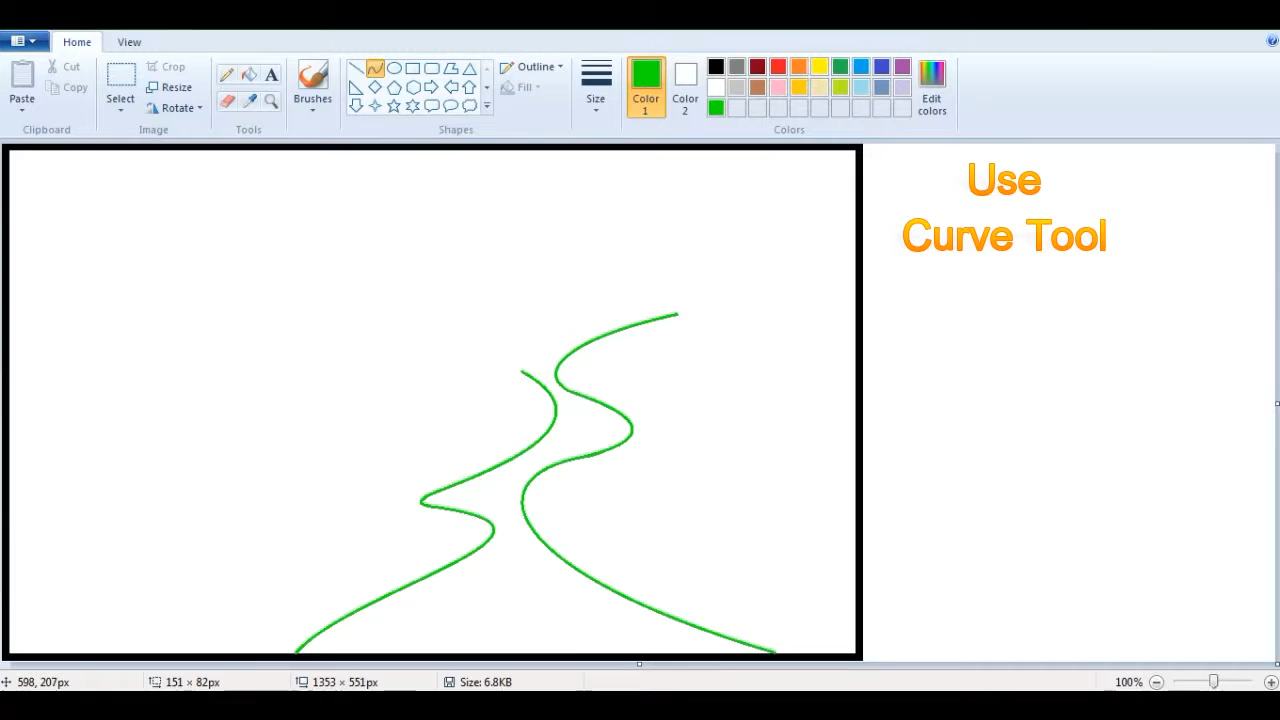 Home View
Paste Cut Copy Clipboard
Select Crop Resize Rotate Image
A Tools
Brushes
Outline Fill Shapes
Size
Color 1 Color 2 Edit colors Colors
Use
Curve Tool
598, 207px 151 × 82px 1353 × 551px Size: 6.8KB 100%